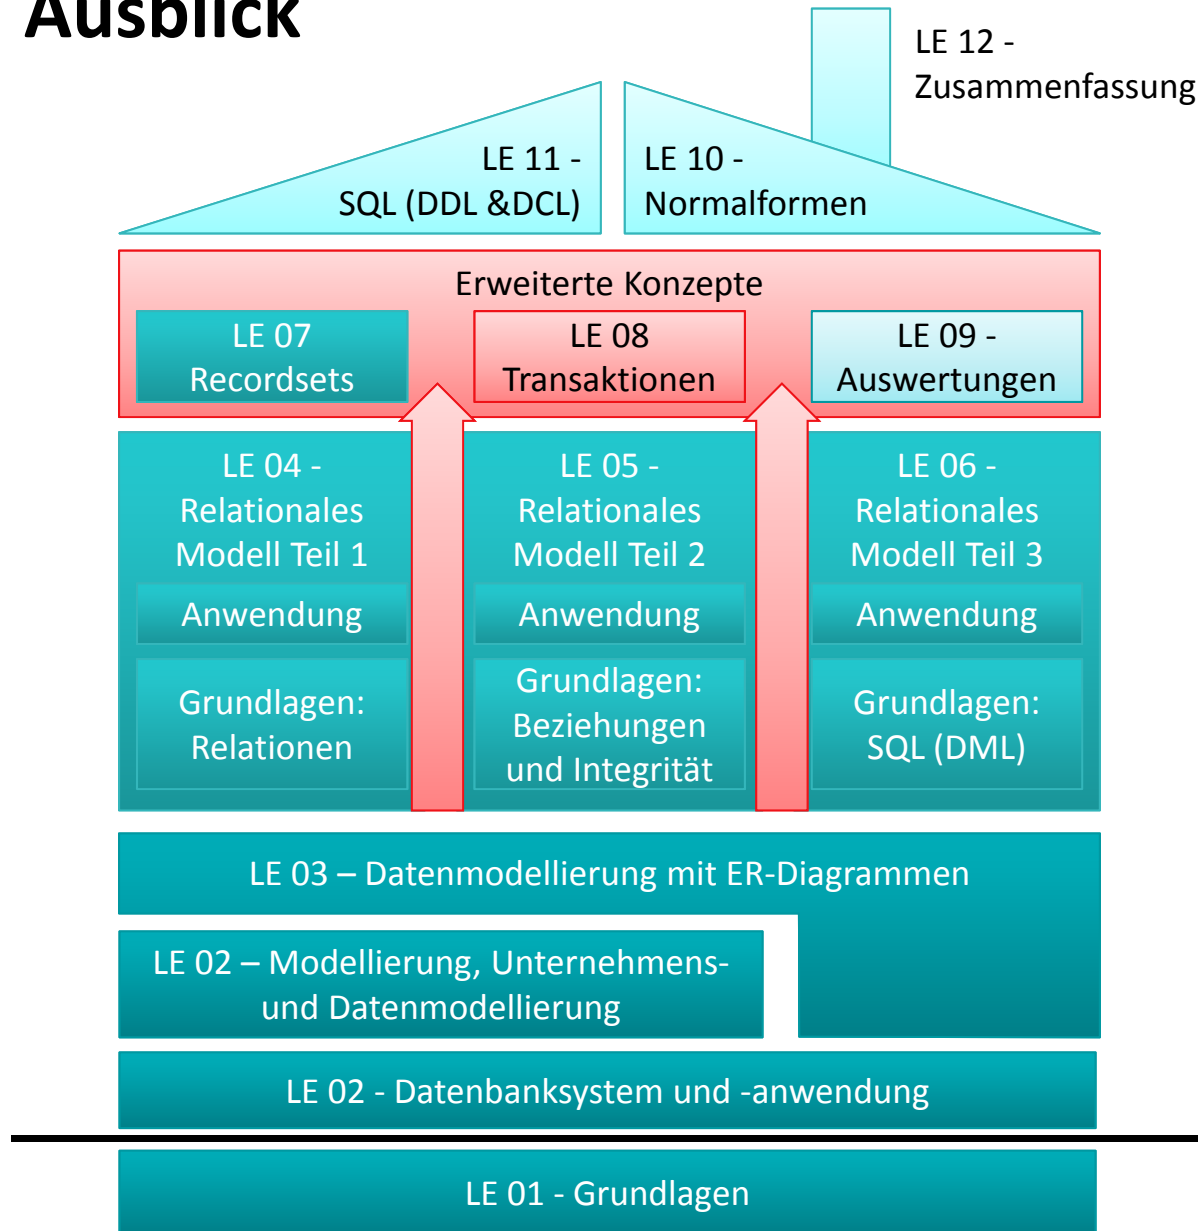 Ausblick
LE 12 -
Zusammenfassung
LE 11 -
SQL (DDL &DCL)
LE 10 -
Normalformen
Erweiterte Konzepte
LE 07
Recordsets
LE 08
Transaktionen
LE 09 -
Auswertungen
LE 04 -
Relationales
Modell Teil 1
Anwendung
Grundlagen:
Relationen
LE 05 -
Relationales
Modell Teil 2
Anwendung
Grundlagen:
Beziehungen
und Integrität
LE 06 -
Relationales
Modell Teil 3
Anwendung
Grundlagen:
SQL (DML)
LE 03 – Datenmodellierung mit ER-Diagrammen
LE 02 – Modellierung, Unternehmens-
und Datenmodellierung
LE 02 - Datenbanksystem und -anwendung
LE 01 - Grundlagen